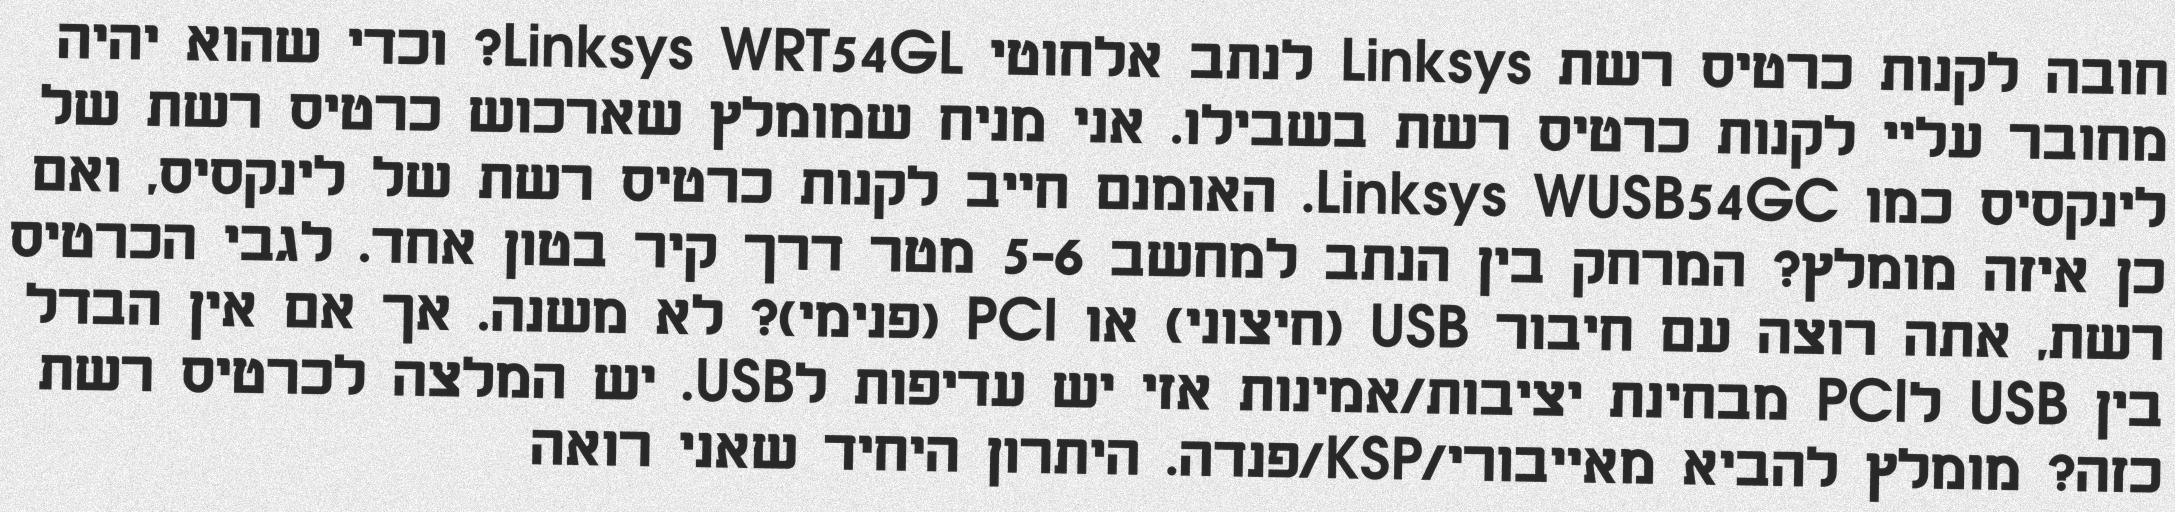 חובה לקנות כרטיס רשת Linksys לנתב אלחוטי Linksys WRT54GL? וכדי שהוא יהיה
מחובר עליי לקנות כרטיס רשת בשבילו. אני מניח שמומלץ שארכוש כרטיס רשת של
לינקסיס כמו Linksys WUSB54GC. האומנם חייב לקנות כרטיס רשת של לינקסיס, ואם
כן איזה מומלץ? המרחק בין הנתב למחשב 5-6 מטר דרך קיר בטון אחד. לגבי הכרטיס
רשת, אתה רוצה עם חיבור USB (חיצוני) או PCI (פנימי)? לא משנה. אך אם אין הבדל
בין USB לPCI מבחינת יציבות/אמינות אזי יש עדיפות לUSB. יש המלצה לכרטיס רשת
כזה? מומלץ להביא מאייבורי/KSP/פנדה. היתרון היחיד שאני רואה